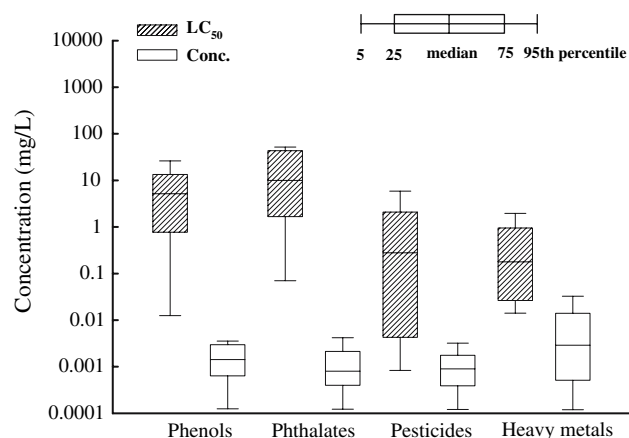 LC50
Conc.
5 25 median 75 95th percentile
Concentration (mg/L)
10000
1000
100
10
1
0.1
0.01
0.001
0.0001
Phenols Phthalates Pesticides Heavy metals